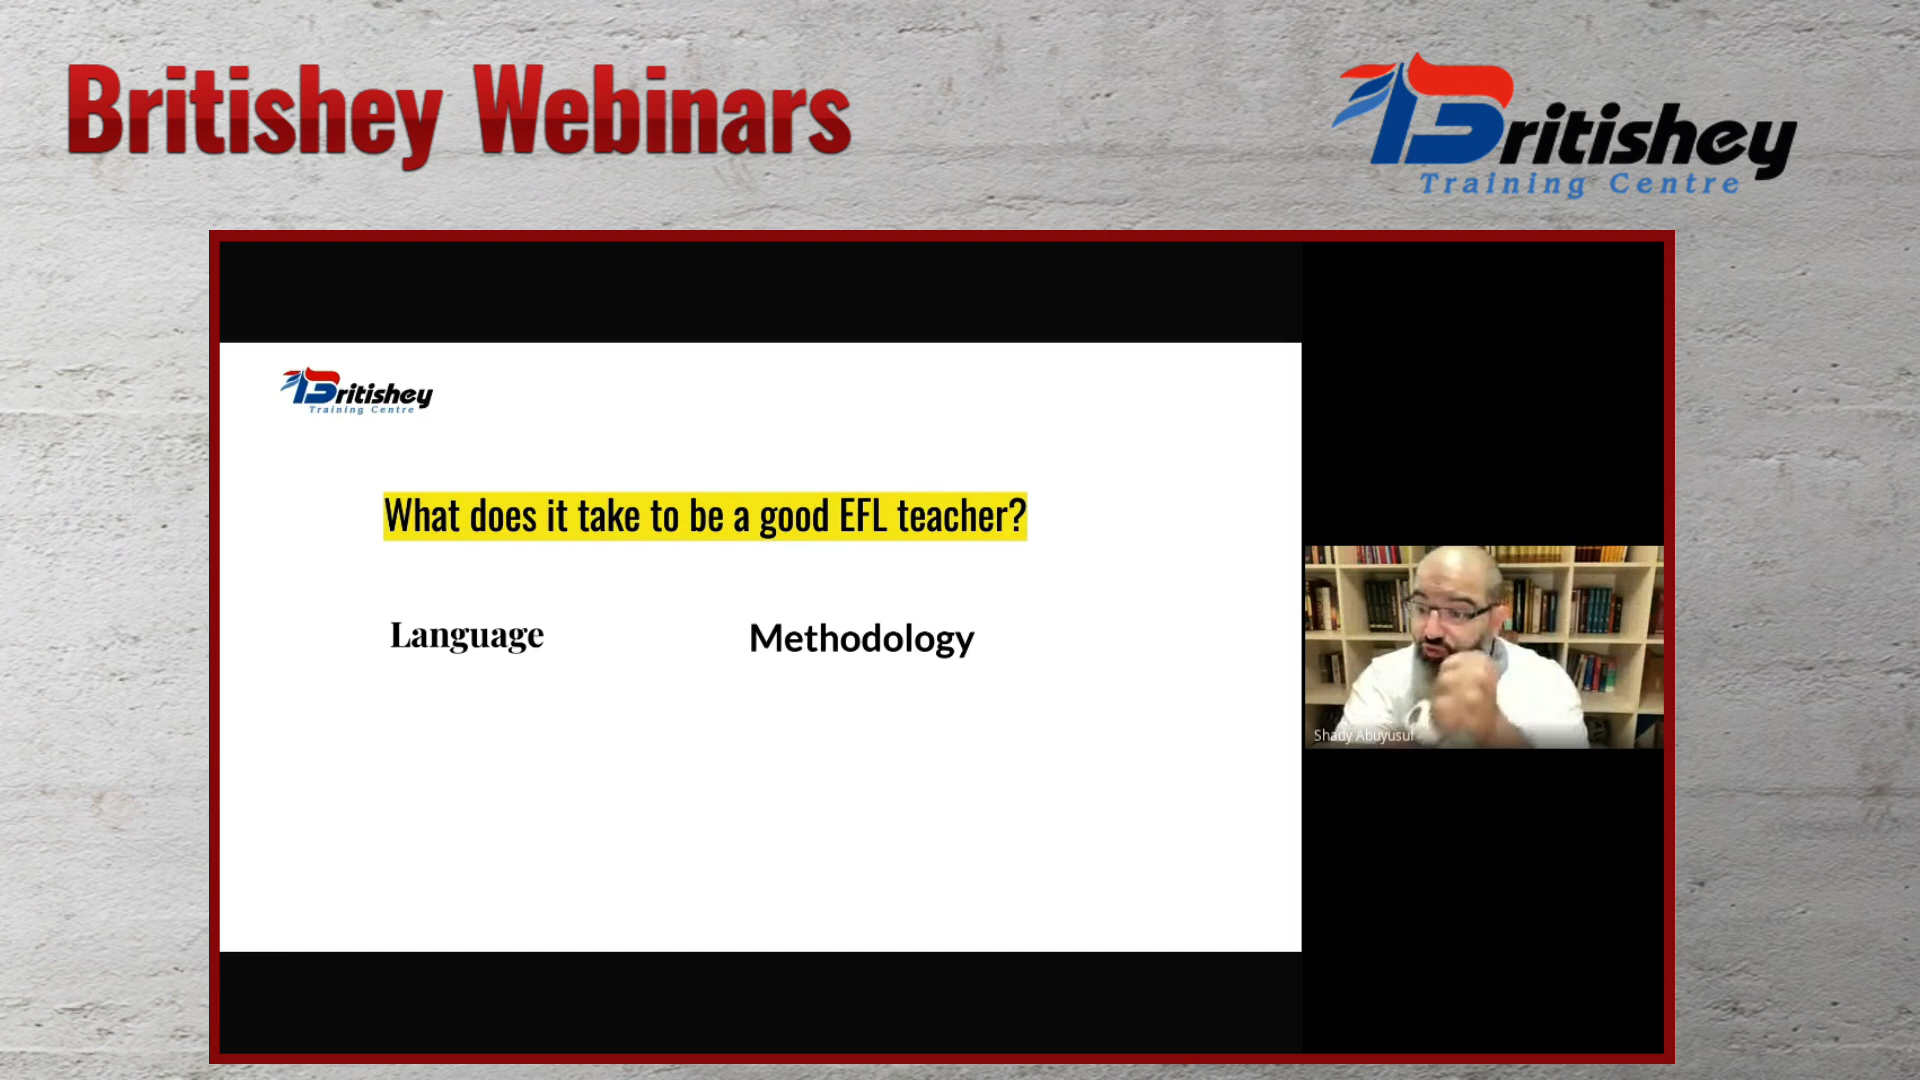 Britishey Webinars
Britishey
Training Centre
Britishey
Training Centre
What does it take to be a good EFL teacher?
Language
Methodology
Shady Abuyusuf